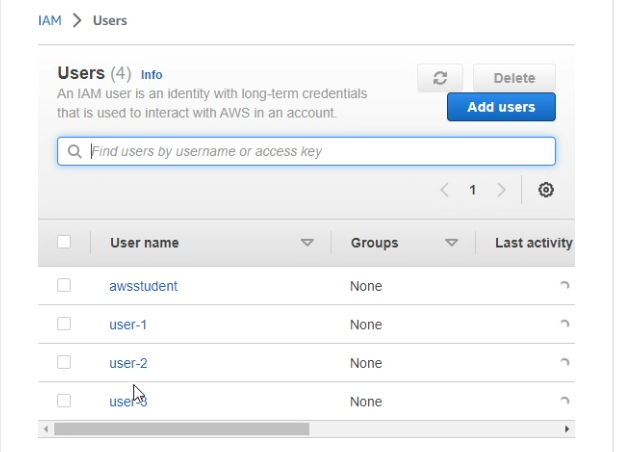 IAM > Users
Users (4) Info
Delete
An IAM user is an identity with long-term credentials
that is used to interact with AWS in an account.
Add users
Find users by username or access key
< 1 >
User name Groups Last activity
awsstudent None
user-1 None
user-2 None
user-3 None